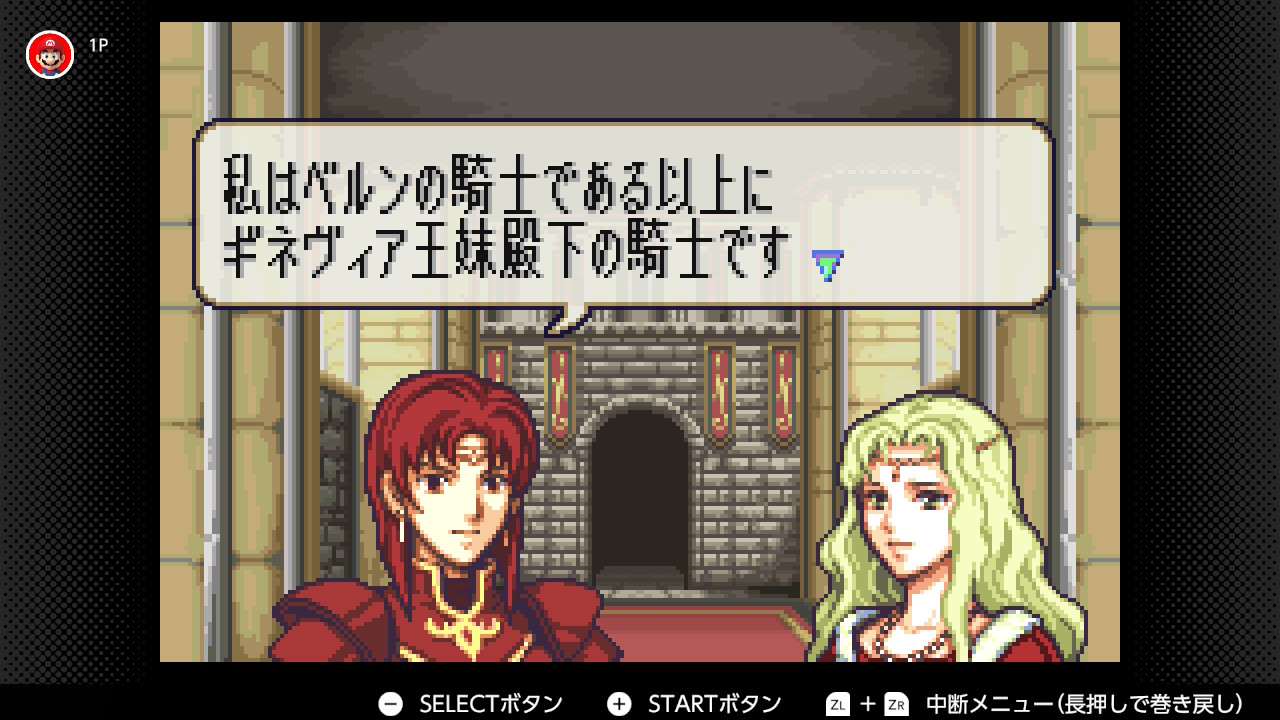 1P
私はベルンの騎士である以上に
ギネヴィア王妹殿下の騎士です
SELECTボタン STARTボタン ZL + ZR 中断メニュー(長押しで巻き戻し)